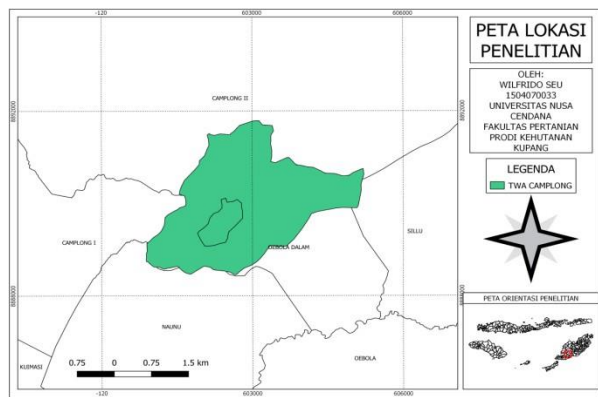 -120
603000
606000
PETA LOKASI
PENELITIAN
OLEH:
WILFRIDO SEU
1504070033
UNIVERSITAS NUSA
CENDANA
FAKULTAS PERTANIAN
PRODI KEHUTANAN
KUPANG
LEGENDA
TWA CAMPLONG
PETA ORIENTASI PENELITIAN
CAMPLONG II
8892000
8892000
CAMPLONG I
OEBOLA DALAM
SILLU
NAUNU
KUIMASI
OEBOLA
0.75 0 0.75 1.5 km
-120
603000
606000